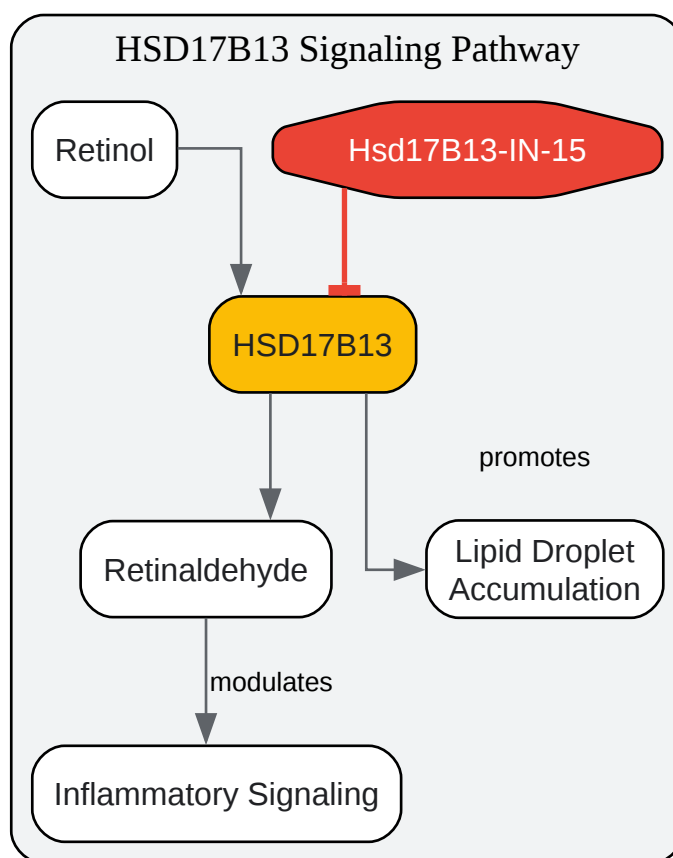 HSD17B13 Signaling Pathway
Retinol
Hsd17B13-IN-15
HSD17B13
promotes
Retinaldehyde
Lipid Droplet
Accumulation
modulates
Inflammatory Signaling